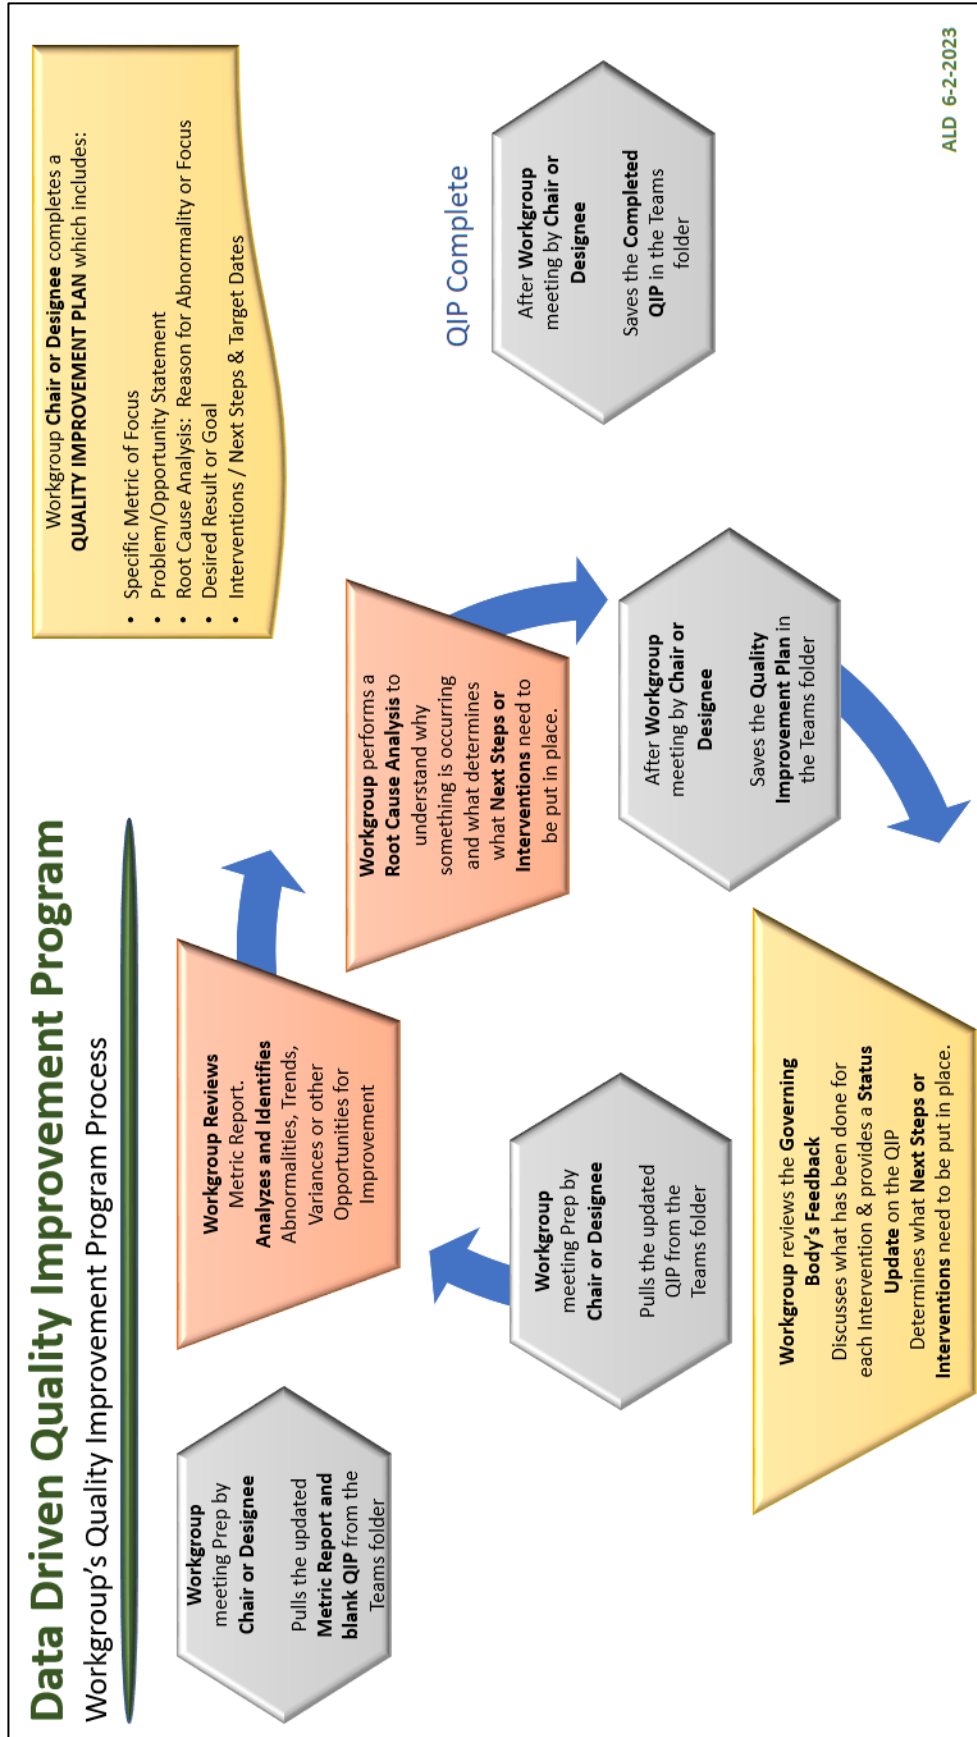 Data Driven Quality Improvement Program
Workgroup's Quality Improvement Program Process
Workgroup
meeting Prep by
Chair or Designee
Pulls the updated
Metric Report and
blank QIP from the
Teams folder
Workgroup Reviews
Metric Report.
Analyzes and Identifies
Abnormalities, Trends,
Variances or other
Opportunities for
Improvement
Workgroup performs a
Root Cause Analysis to
understand why
something is occurring
and what determines
what Next Steps or
Interventions need to
be put in place.
Workgroup Chair or Designee completes a
QUALITY IMPROVEMENT PLAN which includes:
• Specific Metric of Focus
• Problem/Opportunity Statement
• Root Cause Analysis: Reason for Abnormality or Focus
• Desired Result or Goal
• Interventions / Next Steps & Target Dates
After Workgroup
meeting by Chair or
Designee
Saves the Quality
Improvement Plan in
the Teams folder
Workgroup reviews the Governing
Body's Feedback
Discusses what has been done for
each Intervention & provides a Status
Update on the QIP
Determines what Next Steps or
Interventions need to be put in place.
Workgroup
meeting Prep by
Chair or Designee
Pulls the updated
QIP from the
Teams folder
QIP Complete
After Workgroup
meeting by Chair or
Designee
Saves the Completed
QIP in the Teams
folder
ALD 6-2-2023